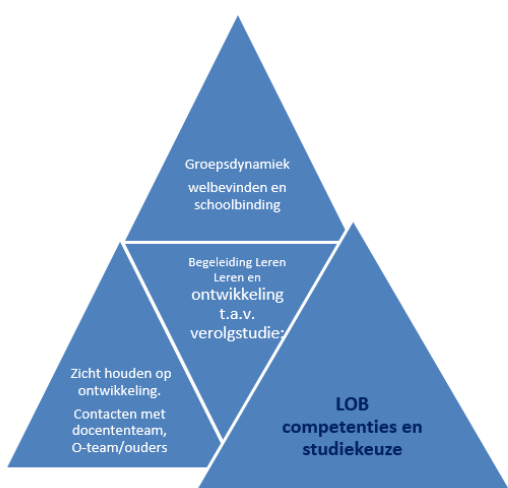 Groepsdynamiek
welbevinden en
schoolbinding
Begeleiding Leren
Leren en
ontwikkeling
t.a.v.
verolgstudie:
Zicht houden op
ontwikkeling.
Contacten met
docententeam,
O-team/ouders
LOB
competenties en
studiekeuze